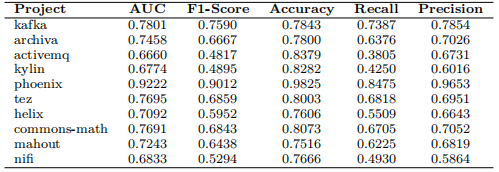 Project AUC F1-Score Accuracy Recall Precision
kafka 0.7801 0.7590 0.7843 0.7387 0.7854
archiva 0.7458 0.6667 0.7800 0.6376 0.7026
activemq 0.6660 0.4817 0.8379 0.3805 0.6731
kylin 0.6774 0.4895 0.8282 0.4250 0.6016
phoenix 0.9222 0.9012 0.9825 0.8475 0.9653
tez 0.7695 0.6859 0.8003 0.6818 0.6951
helix 0.7092 0.5952 0.7606 0.5509 0.6643
commons-math 0.7691 0.6843 0.8073 0.6705 0.7052
mahout 0.7243 0.6438 0.7516 0.6225 0.6819
nifi 0.6833 0.5294 0.7666 0.4930 0.5864